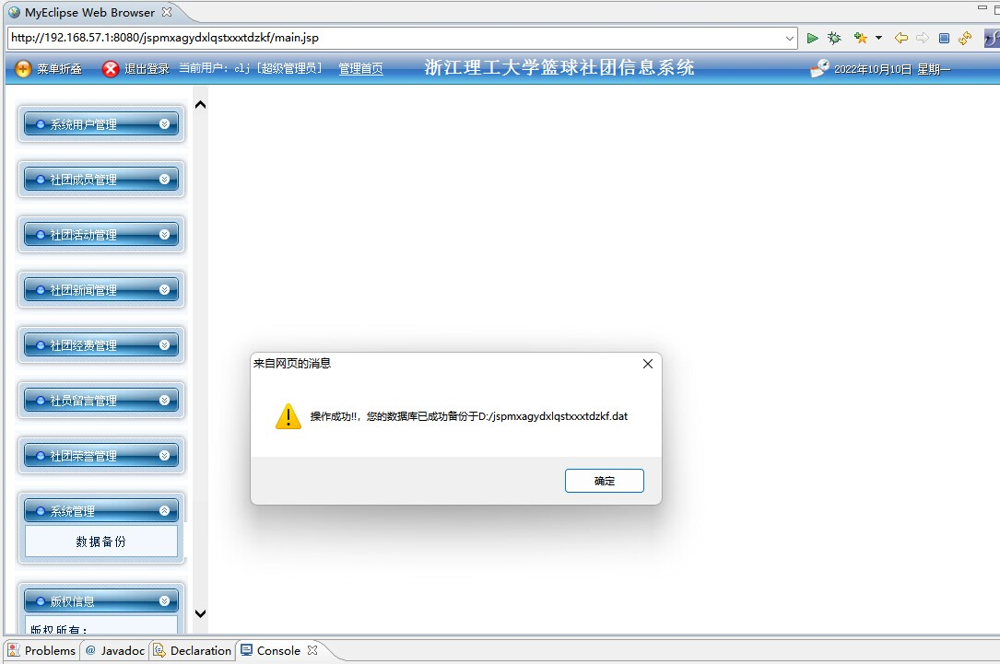 MyEclipse Web Browser
http://192.168.57.1:8080/jspmxagydxlqstxxxtdzkf/main.jsp
菜单折叠 退出登录 当前用户: clj [超级管理员] 管理首页 浙江理工大学篮球社团信息系统 2022年10月10日 星期一
系统用户管理
社团成员管理
社团活动管理
社团新闻管理
社团经费管理
来自网页的消息
社员留言管理
操作成功!!，您的数据库已成功备份于D:/jspmxagydxlqstxxxtdzkf.dat
社团荣誉管理
确定
系统管理
数据备份
版权信息
版权所有：
Problems Javadoc Declaration Console